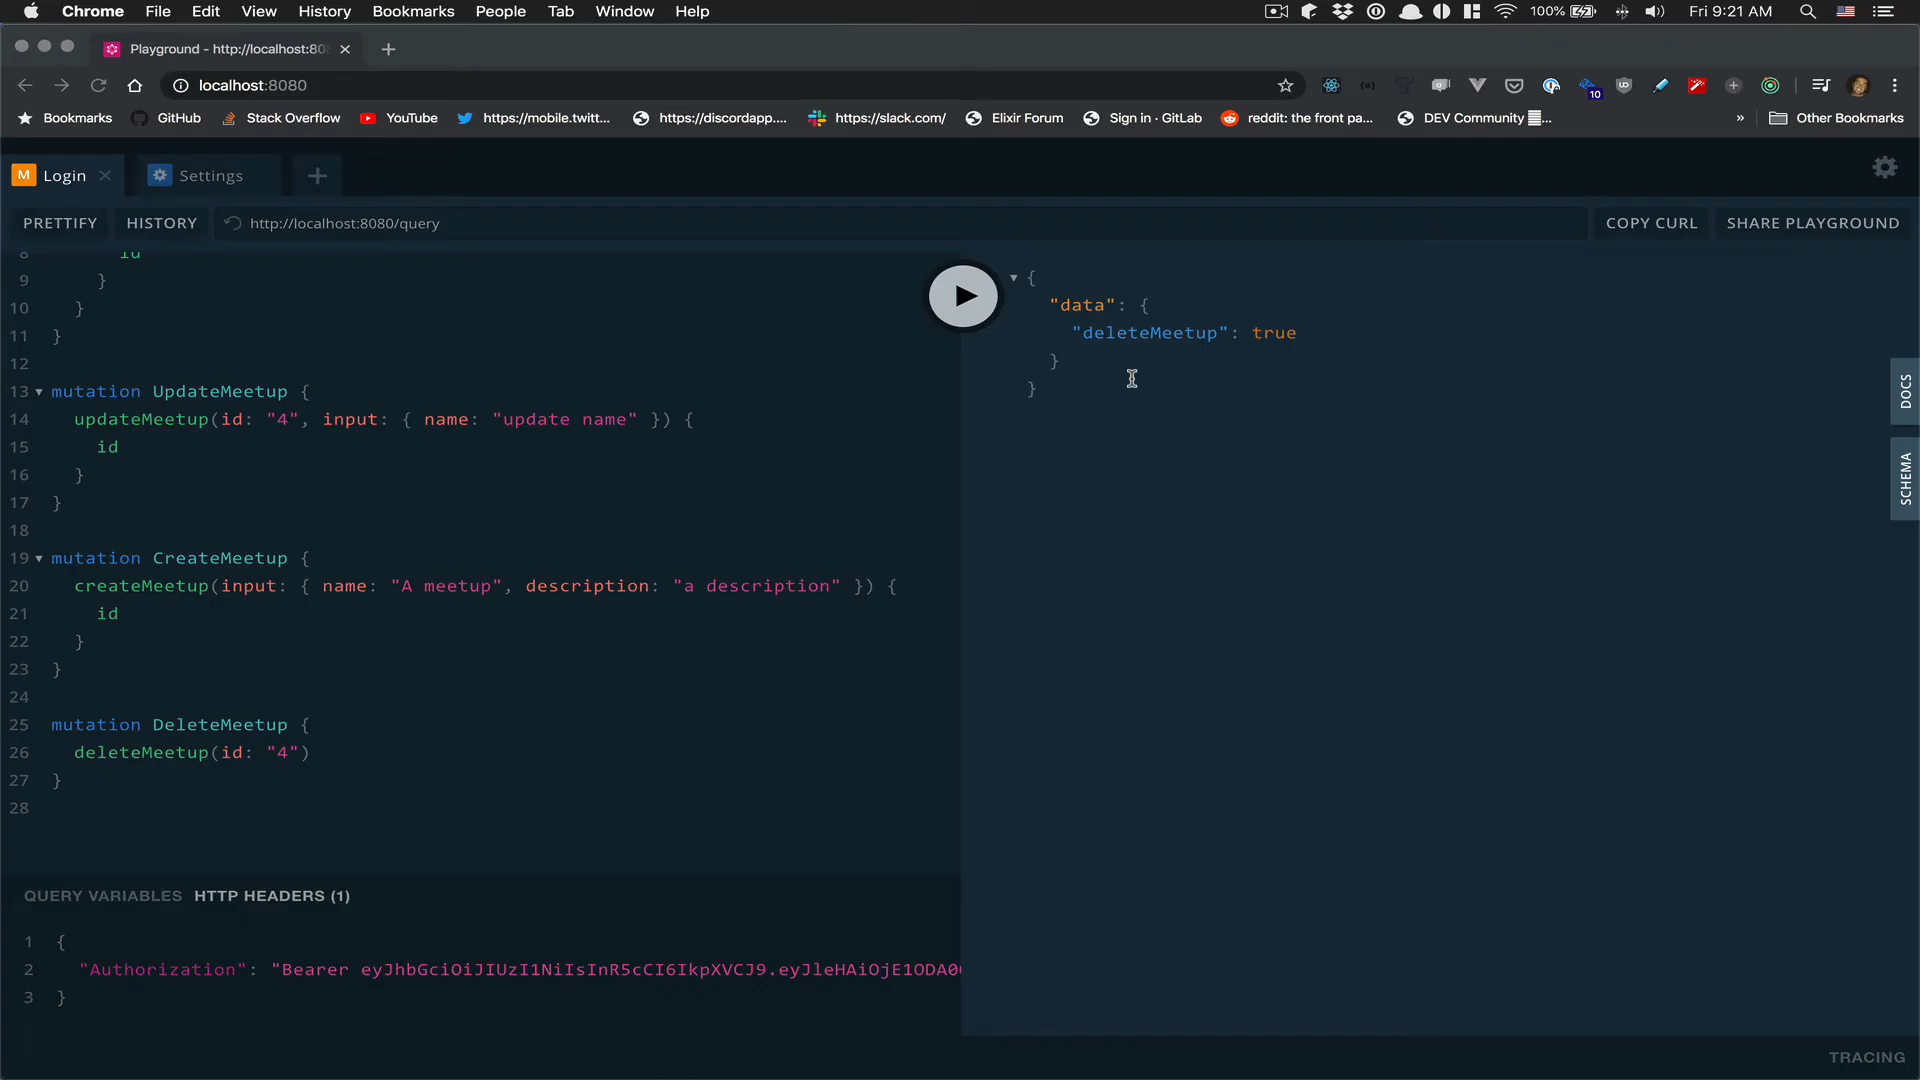 Chrome File Edit View History Bookmarks People Tab Window Help 100% Fri 9:21 AM
Playground - http://localhost:80
localhost:8080 10
Bookmarks GitHub Stack Overflow YouTube https://mobile.twitt... https://discordapp.... https://slack.com/ Elixir Forum Sign in · GitLab reddit: the front pa... DEV Community ... » Other Bookmarks
M Login Settings
PRETTIFY HISTORY http://localhost:8080/query COPY CURL SHARE PLAYGROUND
8 id
9 }
10 }
11 }
12
13 mutation UpdateMeetup {
14 updateMeetup(id: "4", input: { name: "update name" }) {
15 id
16 }
17 }
18
19 mutation CreateMeetup {
20 createMeetup(input: { name: "A meetup", description: "a description" }) {
21 id
22 }
23 }
24
25 mutation DeleteMeetup {
26 deleteMeetup(id: "4")
27 }
28
{
"data": {
"deleteMeetup": true
}
}
DOCS
SCHEMA
QUERY VARIABLES HTTP HEADERS (1)
1 {
2 "Authorization": "Bearer eyJhbGciOiJIUzI1NiIsInR5cCI6IkpXVCJ9.eyJleHAiOjE1ODA0
3 }
TRACING